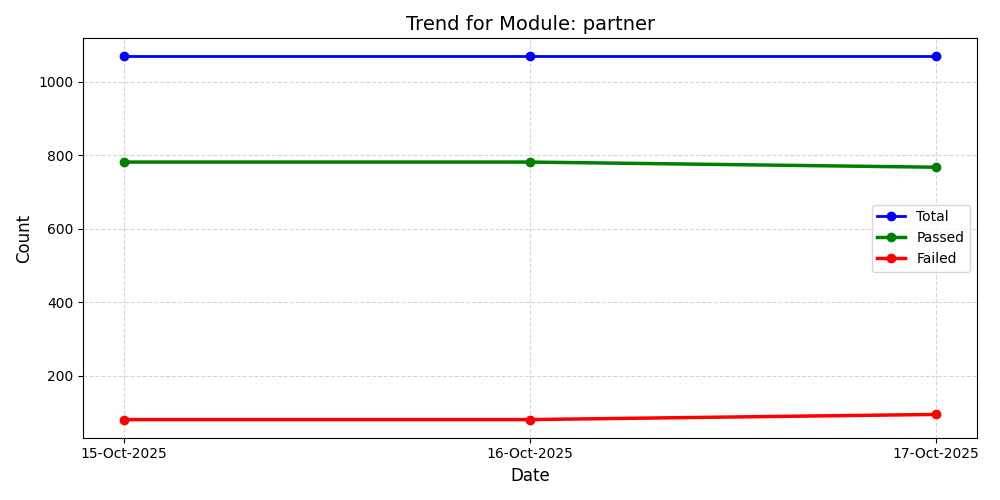 Trend for Module: partner
1000
800
600
400
200
Count
Total
Passed
Failed
15-Oct-2025
16-Oct-2025
17-Oct-2025
Date